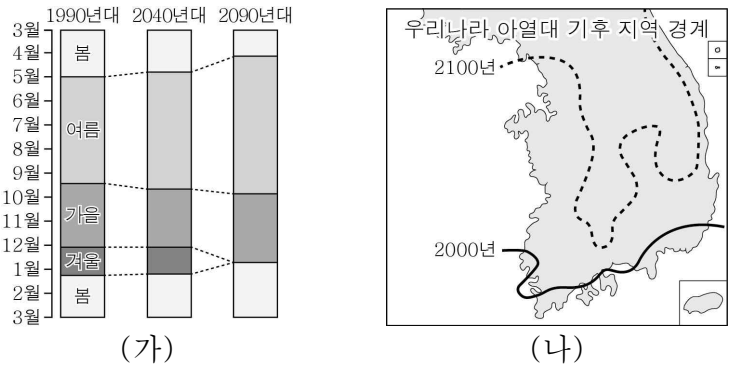 1990년대 2040년대 2090년대
3월
4월
5월
6월
7월
8월
9월
10월
11월
12월
1월
2월
3월
봄
여름
가을
겨울
봄
(가)
우리나라 아열대 기후 지역 경계
2100년
2000년
(나)